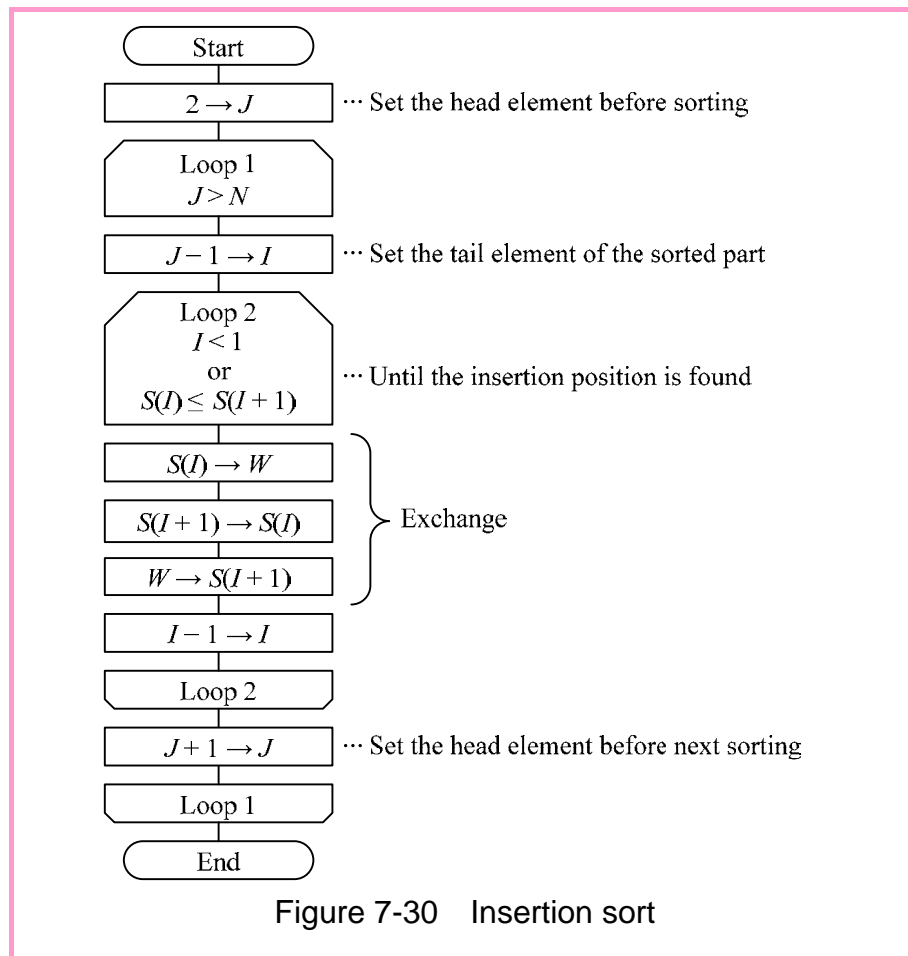 Start
2 → J
··· Set the head element before sorting
Loop 1
J > N
J − 1 → I
··· Set the tail element of the sorted part
Loop 2
I < 1
or
S(I) ≤ S(I + 1)
··· Until the insertion position is found
S(I) → W
S(I + 1) → S(I)
W → S(I + 1)
Exchange
I − 1 → I
Loop 2
J + 1 → J
··· Set the head element before next sorting
Loop 1
End
Figure 7-30 Insertion sort